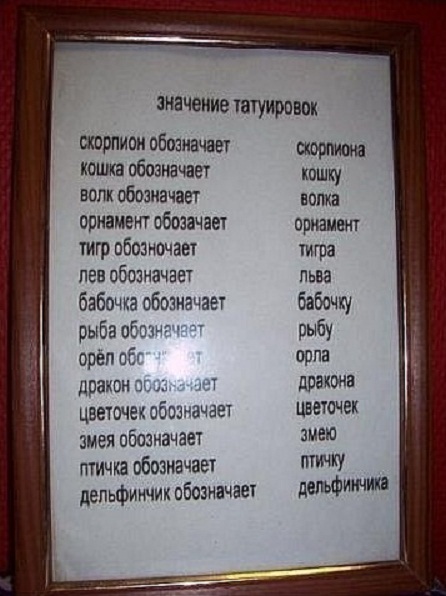 значение татуировок
скорпион обозначает скорпиона
кошка обозначает кошку
волк обозначает волка
орнамент обозачает орнамент
тигр обозночает тигра
лев обозначает льва
бабочка обозначает бабочку
рыба обозначает рыбу
орёл обозначает орла
дракон обозначает дракона
цветочек обозначает цветочек
змея обозначает змею
птичка обозначает птичку
дельфинчик обозначает дельфинчика